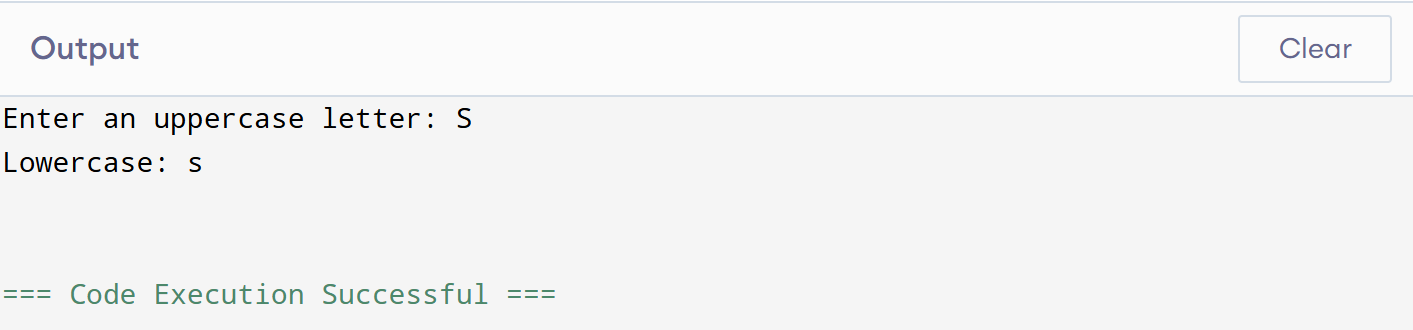 Output
Clear
Enter an uppercase letter: S
Lowercase: s
=== Code Execution Successful ===